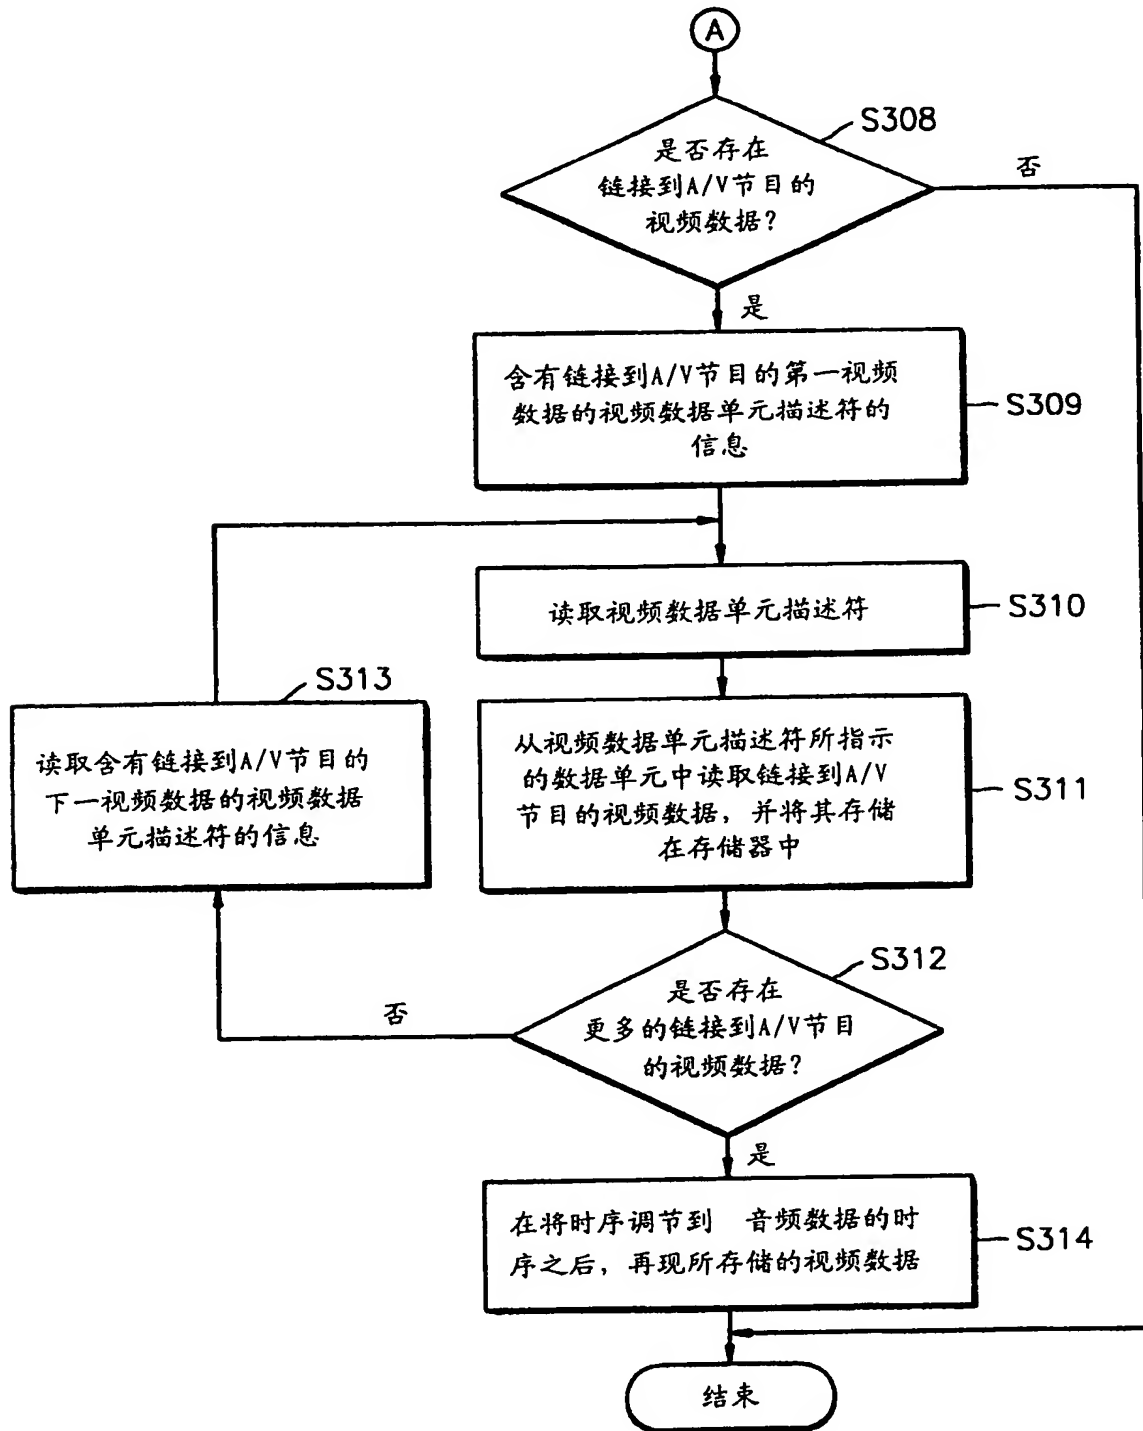 A
S308
是否存在
链接到A/V节目的
视频数据?
否
是
含有链接到A/V节目的第一视频
数据的视频数据单元描述符的
信息
S309
读取视频数据单元描述符
S310
S313
读取含有链接到A/V节目的
下一视频数据的视频数据
单元描述符的信息
从视频数据单元描述符所指示
的数据单元中读取链接到A/V
节目的视频数据，并将其存储
在存储器中
S311
S312
是否存在
更多的链接到A/V节目
的视频数据?
否
是
在将时序调节到 音频数据的时
序之后，再现所存储的视频数据
S314
结束